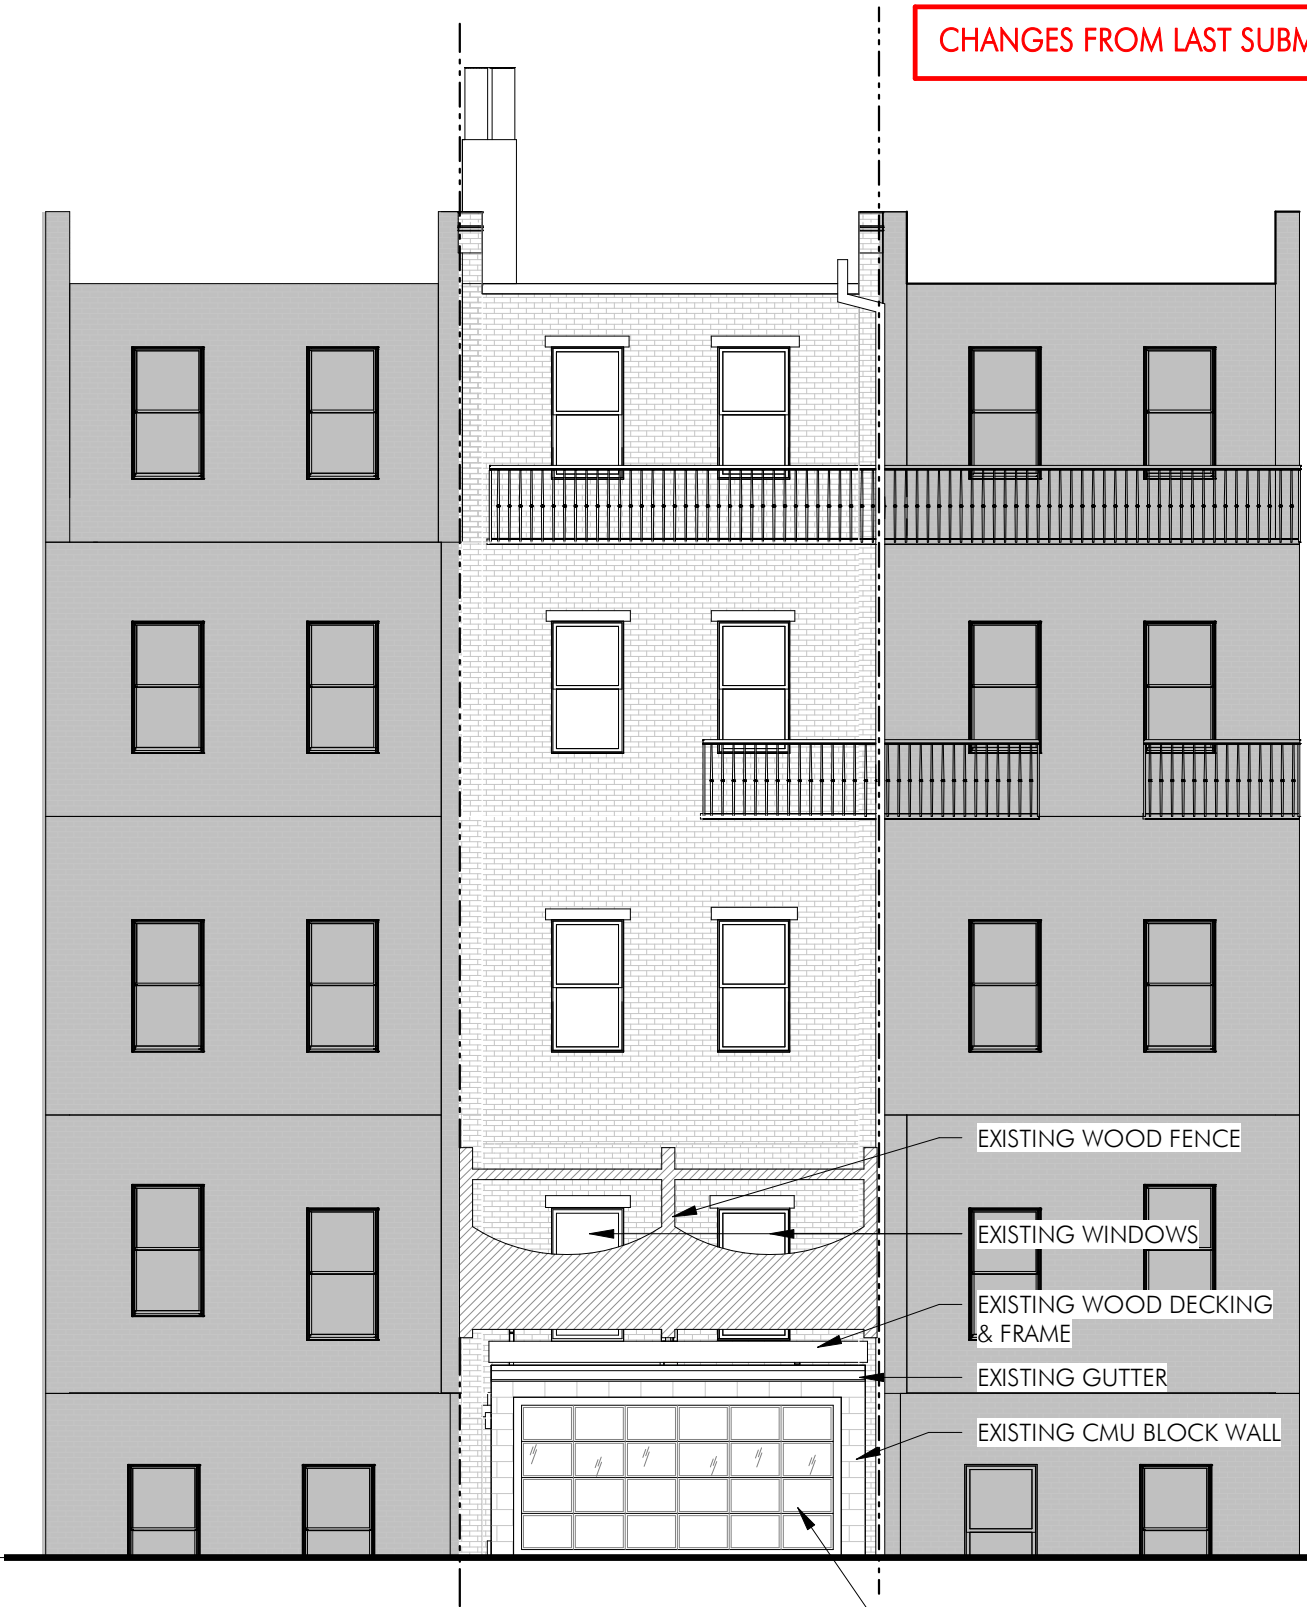 CHANGES FROM LAST SUBM
EXISTING WOOD FENCE
EXISTING WINDOWS
EXISTING WOOD DECKING
& FRAME
EXISTING GUTTER
EXISTING CMU BLOCK WALL